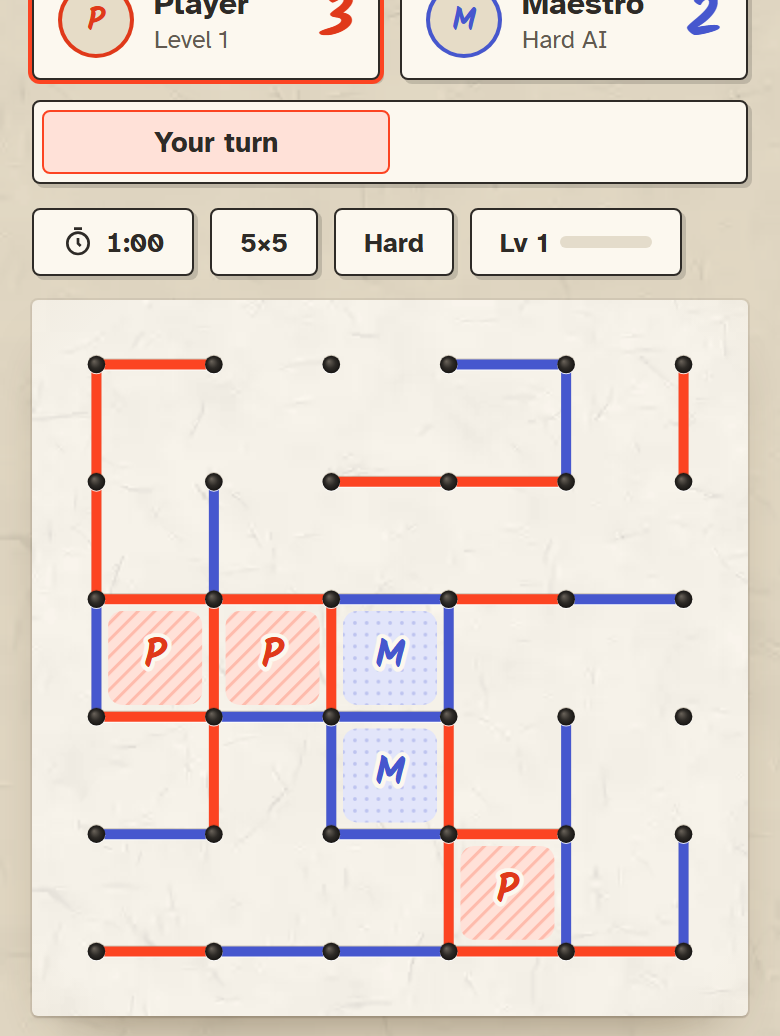 P Player 3
Level 1
M Maestro 2
Hard AI
Your turn
1:00 5×5 Hard Lv 1
P P M
M
P